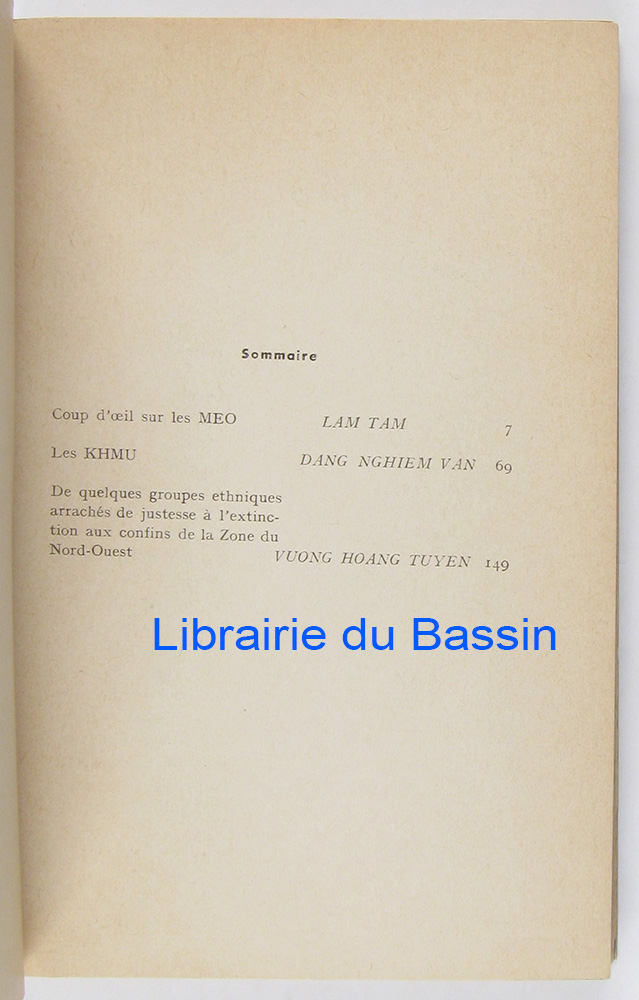 Sommaire
Coup d'œil sur les MEO LAM TAM 7
Les KHMU DANG NGHIEM VAN 69
De quelques groupes ethniques
arrachés de justesse à l'extinc-
tion aux confins de la Zone du
Nord-Ouest VUONG HOANG TUYEN 149
Librairie du Bassin